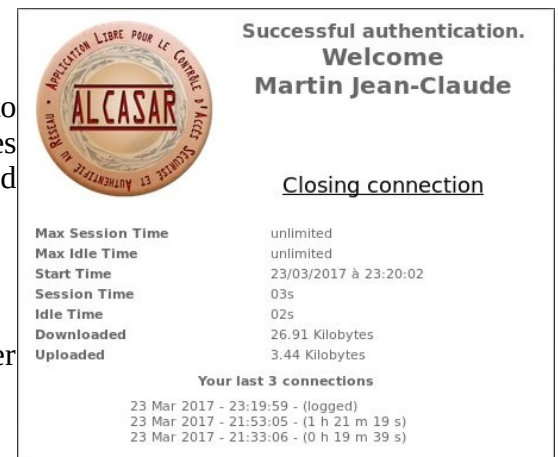 Successful authentication.
Welcome
Martin Jean-Claude
APPLICATION LIBRE POUR LE CONTRÔLE D'ACCÈS SÉCURISÉ ET AUTHENTIFIÉ AU RÉSEAU
ALCASAR
Closing connection
Max Session Time unlimited
Max Idle Time unlimited
Start Time 23/03/2017 à 23:20:02
Session Time 03s
Idle Time 02s
Downloaded 26.91 Kilobytes
Uploaded 3.44 Kilobytes
Your last 3 connections
23 Mar 2017 - 23:19:59 - (logged)
23 Mar 2017 - 21:53:05 - (1 h 21 m 19 s)
23 Mar 2017 - 21:33:06 - (0 h 19 m 39 s)